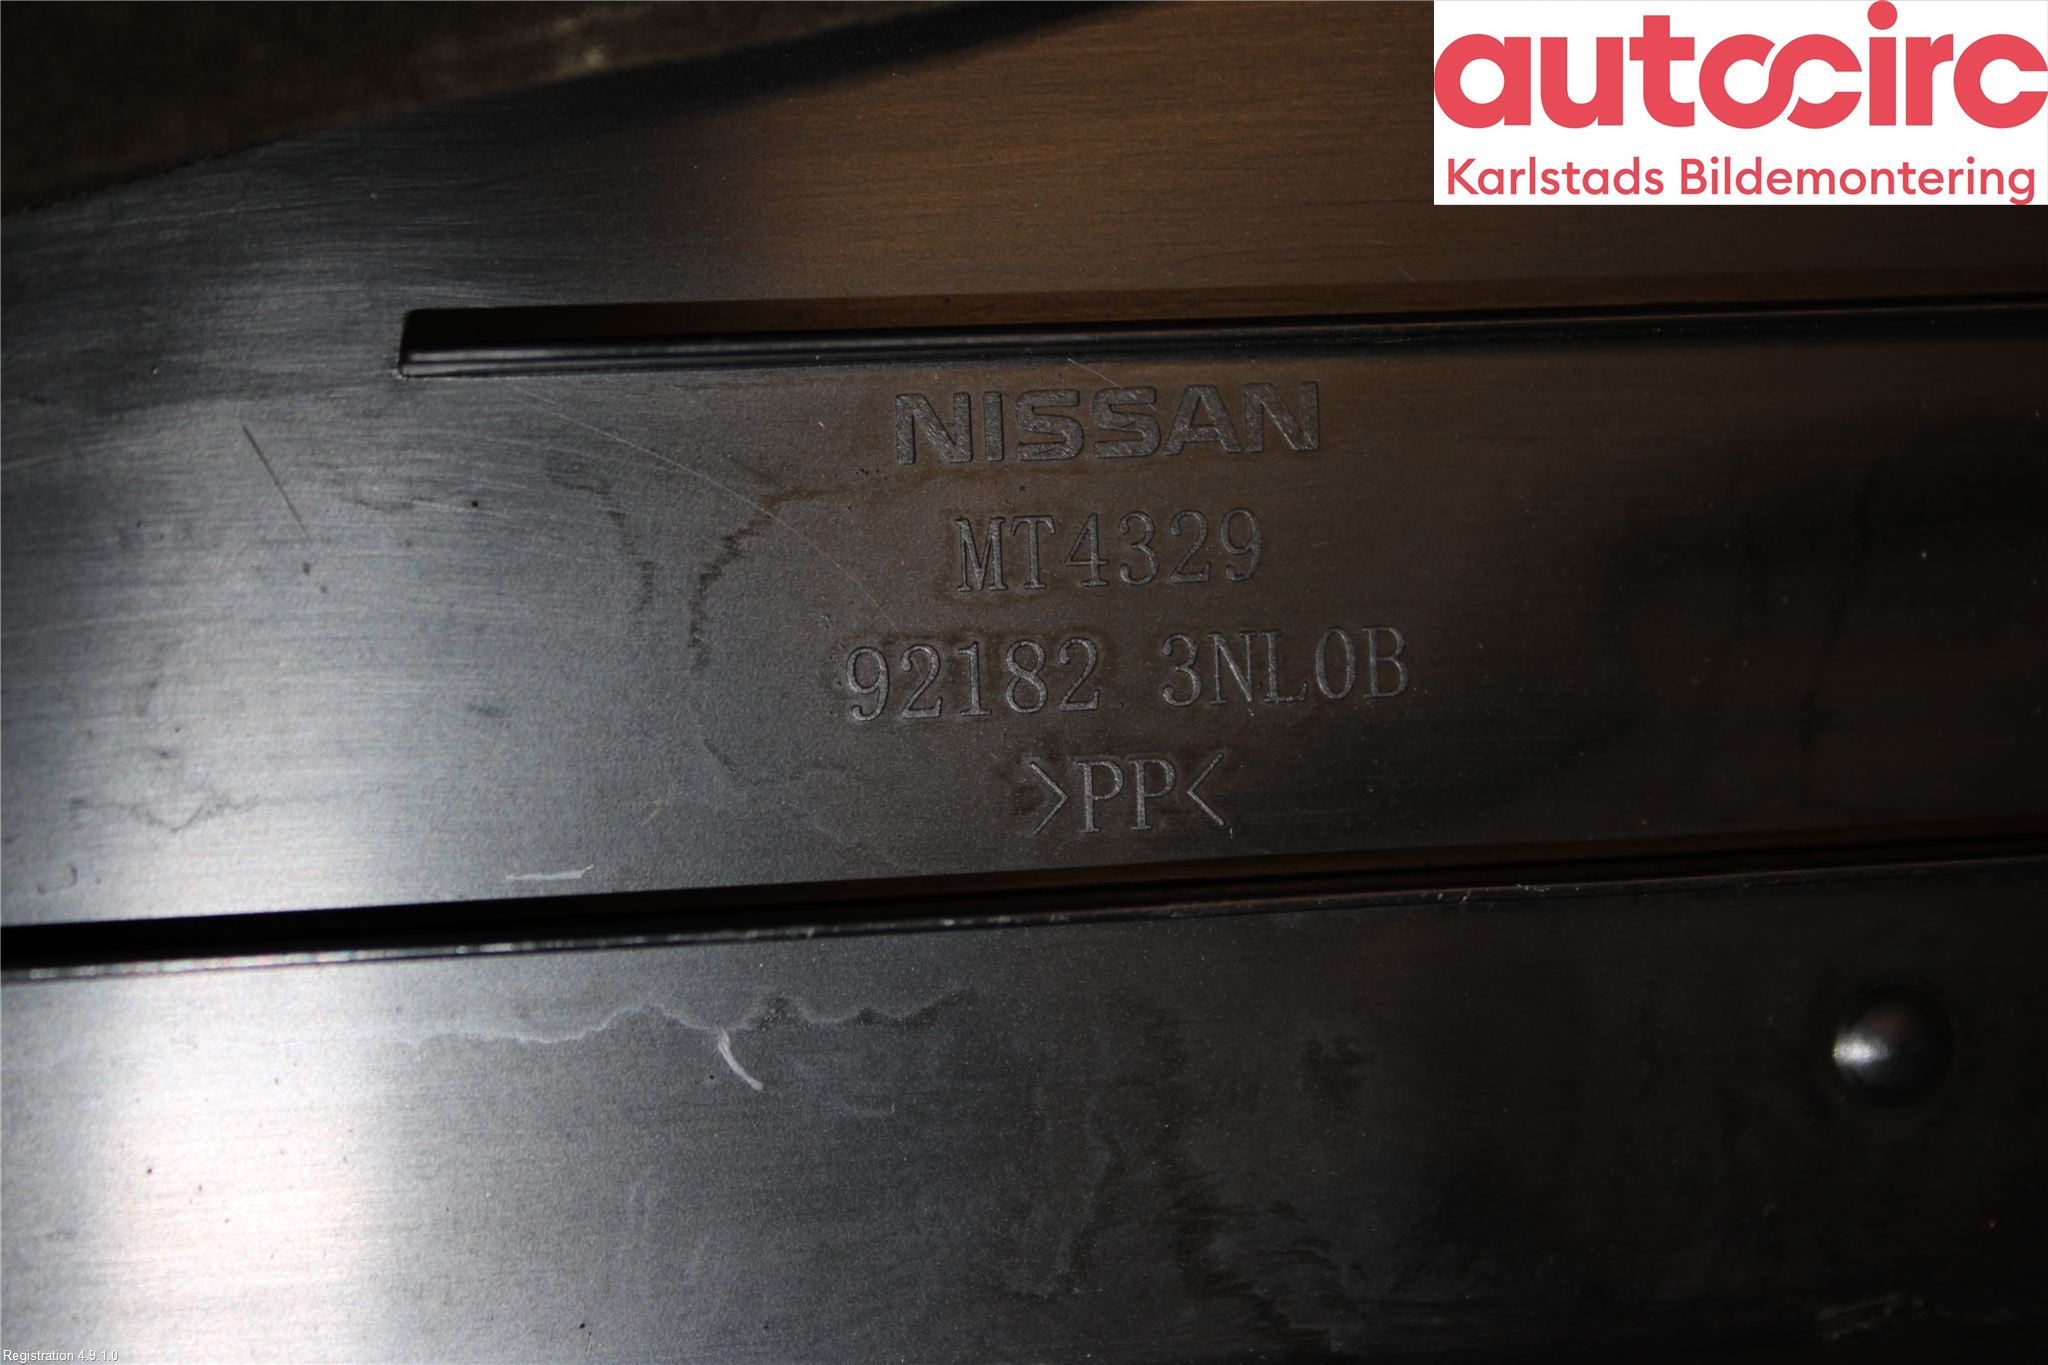 autocirc
Karlstads Bildemontering
NISSAN
MT4329
92182 3NL0B
>PP<
Registration 4.9.1.0